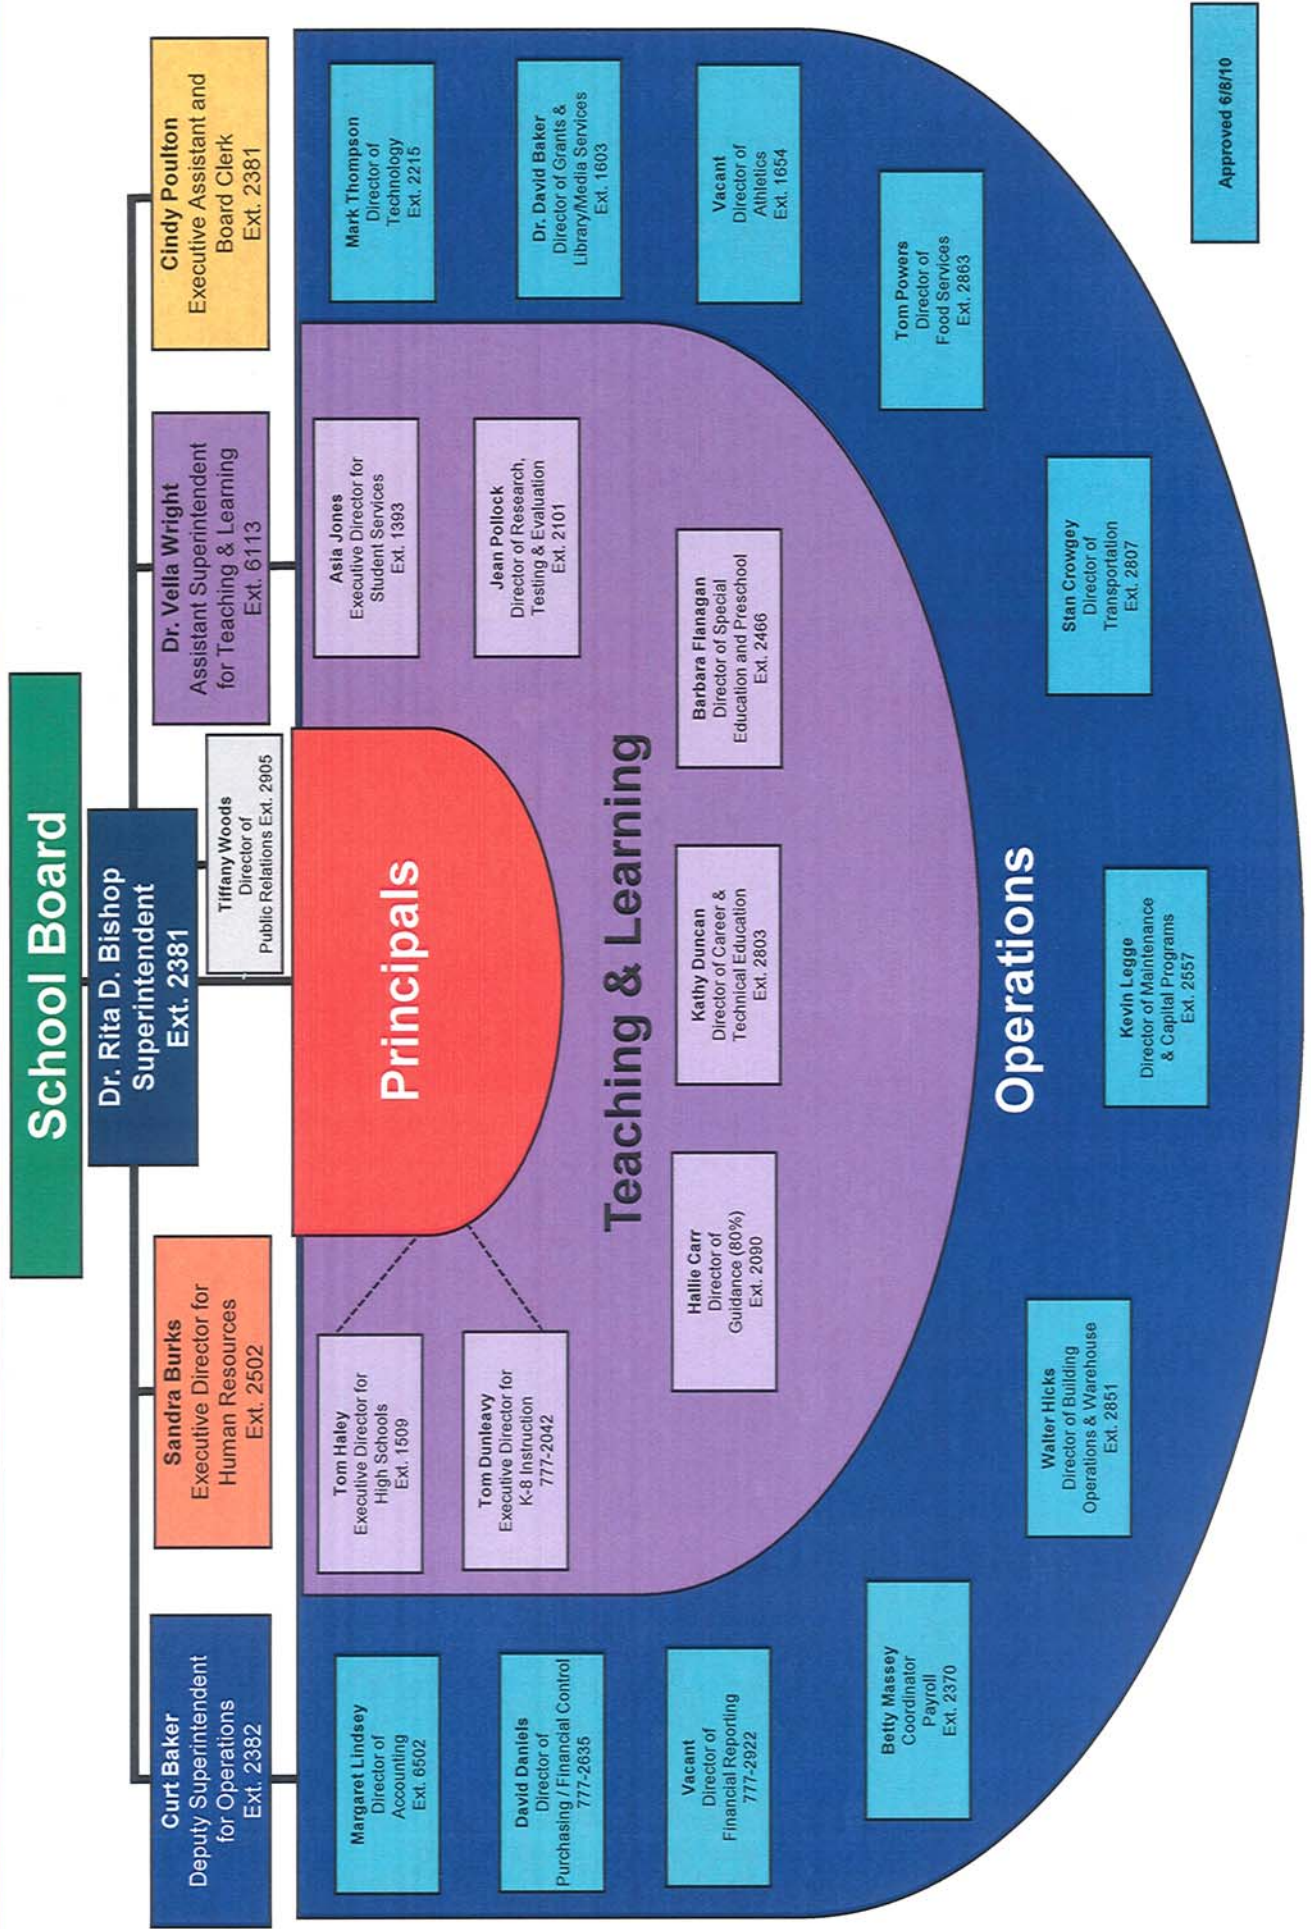 School Board
Dr. Rita D. Bishop
Superintendent
Ext. 2381
Curt Baker
Deputy Superintendent
for Operations
Ext. 2382
Sandra Burks
Executive Director for
Human Resources
Ext. 2502
Tiffany Woods
Director of
Public Relations Ext. 2905
Dr. Vella Wright
Assistant Superintendent
for Teaching & Learning
Ext. 6113
Cindy Poulton
Executive Assistant and
Board Clerk
Ext. 2381
Principals
Tom Haley
Executive Director for
High Schools
Ext. 1509
Tom Dunleavy
Executive Director for
K-8 Instruction
777-2042
Asia Jones
Executive Director for
Student Services
Ext. 1393
Jean Pollock
Director of Research,
Testing & Evaluation
Ext. 2101
Teaching & Learning
Hallie Carr
Director of
Guidance (80%)
Ext. 2090
Kathy Duncan
Director of Career &
Technical Education
Ext. 2803
Barbara Flanagan
Director of Special
Education and Preschool
Ext. 2466
Margaret Lindsey
Director of
Accounting
Ext. 6502
David Daniels
Director of
Purchasing / Financial Control
777-2635
Vacant
Director of
Financial Reporting
777-2922
Betty Massey
Coordinator
Payroll
Ext. 2370
Operations
Walter Hicks
Director of Building
Operations & Warehouse
Ext. 2851
Kevin Legge
Director of Maintenance
& Capital Programs
Ext. 2557
Stan Crowgey
Director of
Transportation
Ext. 2807
Tom Powers
Director of
Food Services
Ext. 2863
Vacant
Director of
Athletics
Ext. 1654
Dr. David Baker
Director of Grants &
Library/Media Services
Ext. 1603
Mark Thompson
Director of
Technology
Ext. 2215
Approved 6/8/10